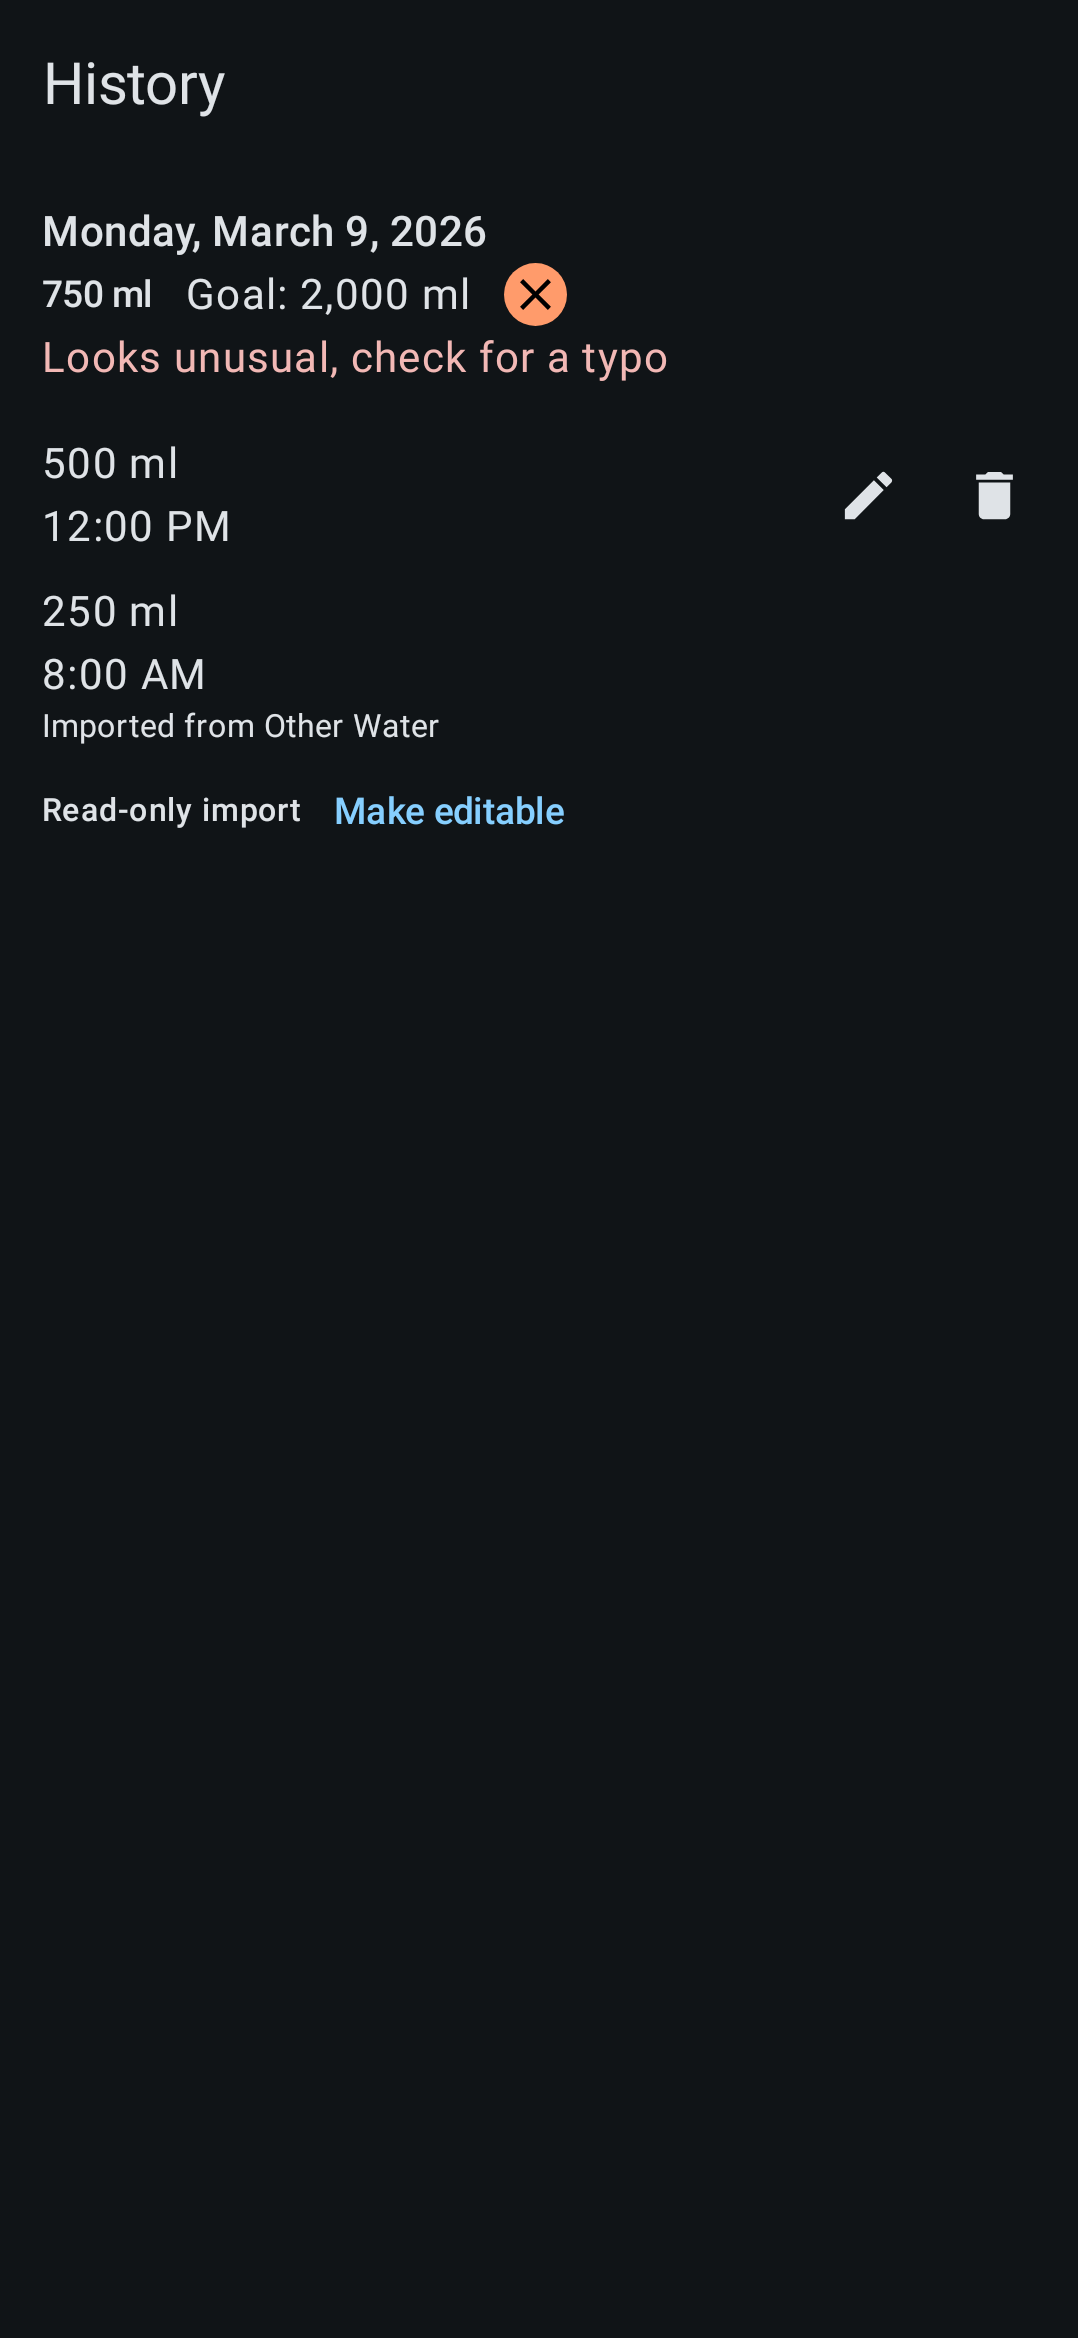 History
Monday, March 9, 2026
750 ml Goal: 2,000 ml
Looks unusual, check for a typo
500 ml
12:00 PM
250 ml
8:00 AM
Imported from Other Water
Read-only import Make editable